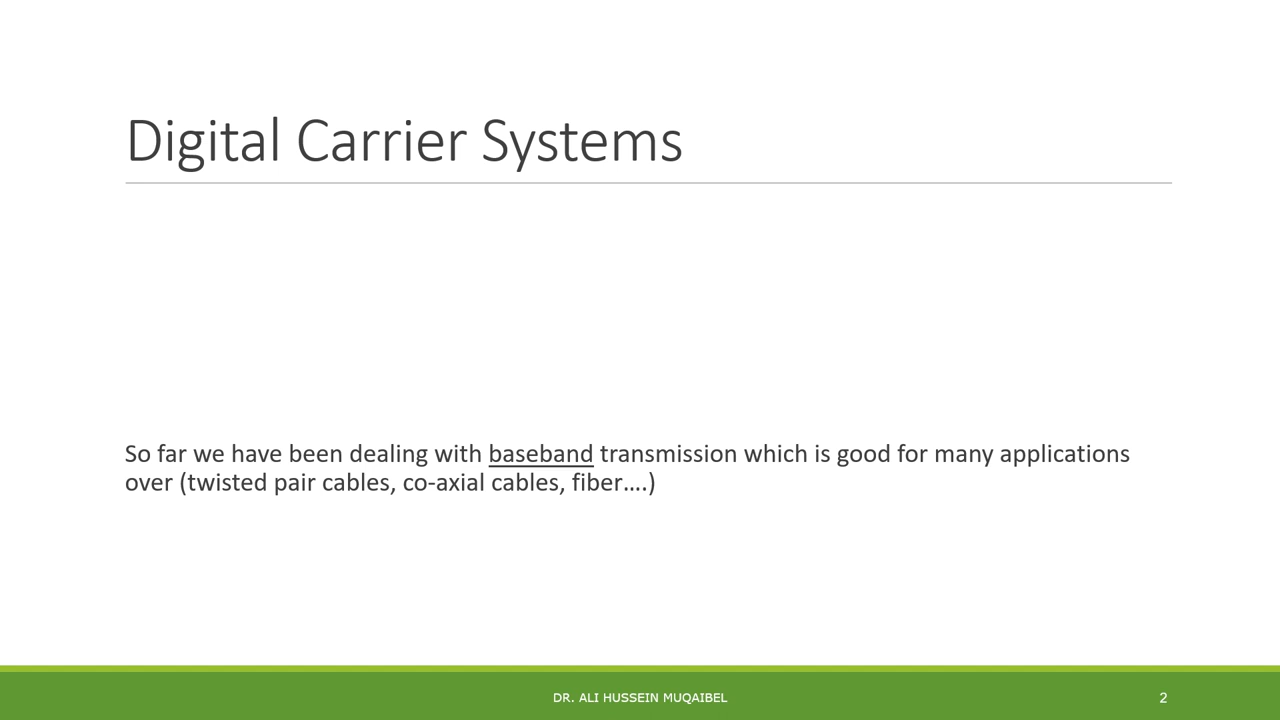 Digital Carrier Systems
So far we have been dealing with baseband transmission which is good for many applications
over (twisted pair cables, co-axial cables, fiber….)
DR. ALI HUSSEIN MUQAIBEL
2